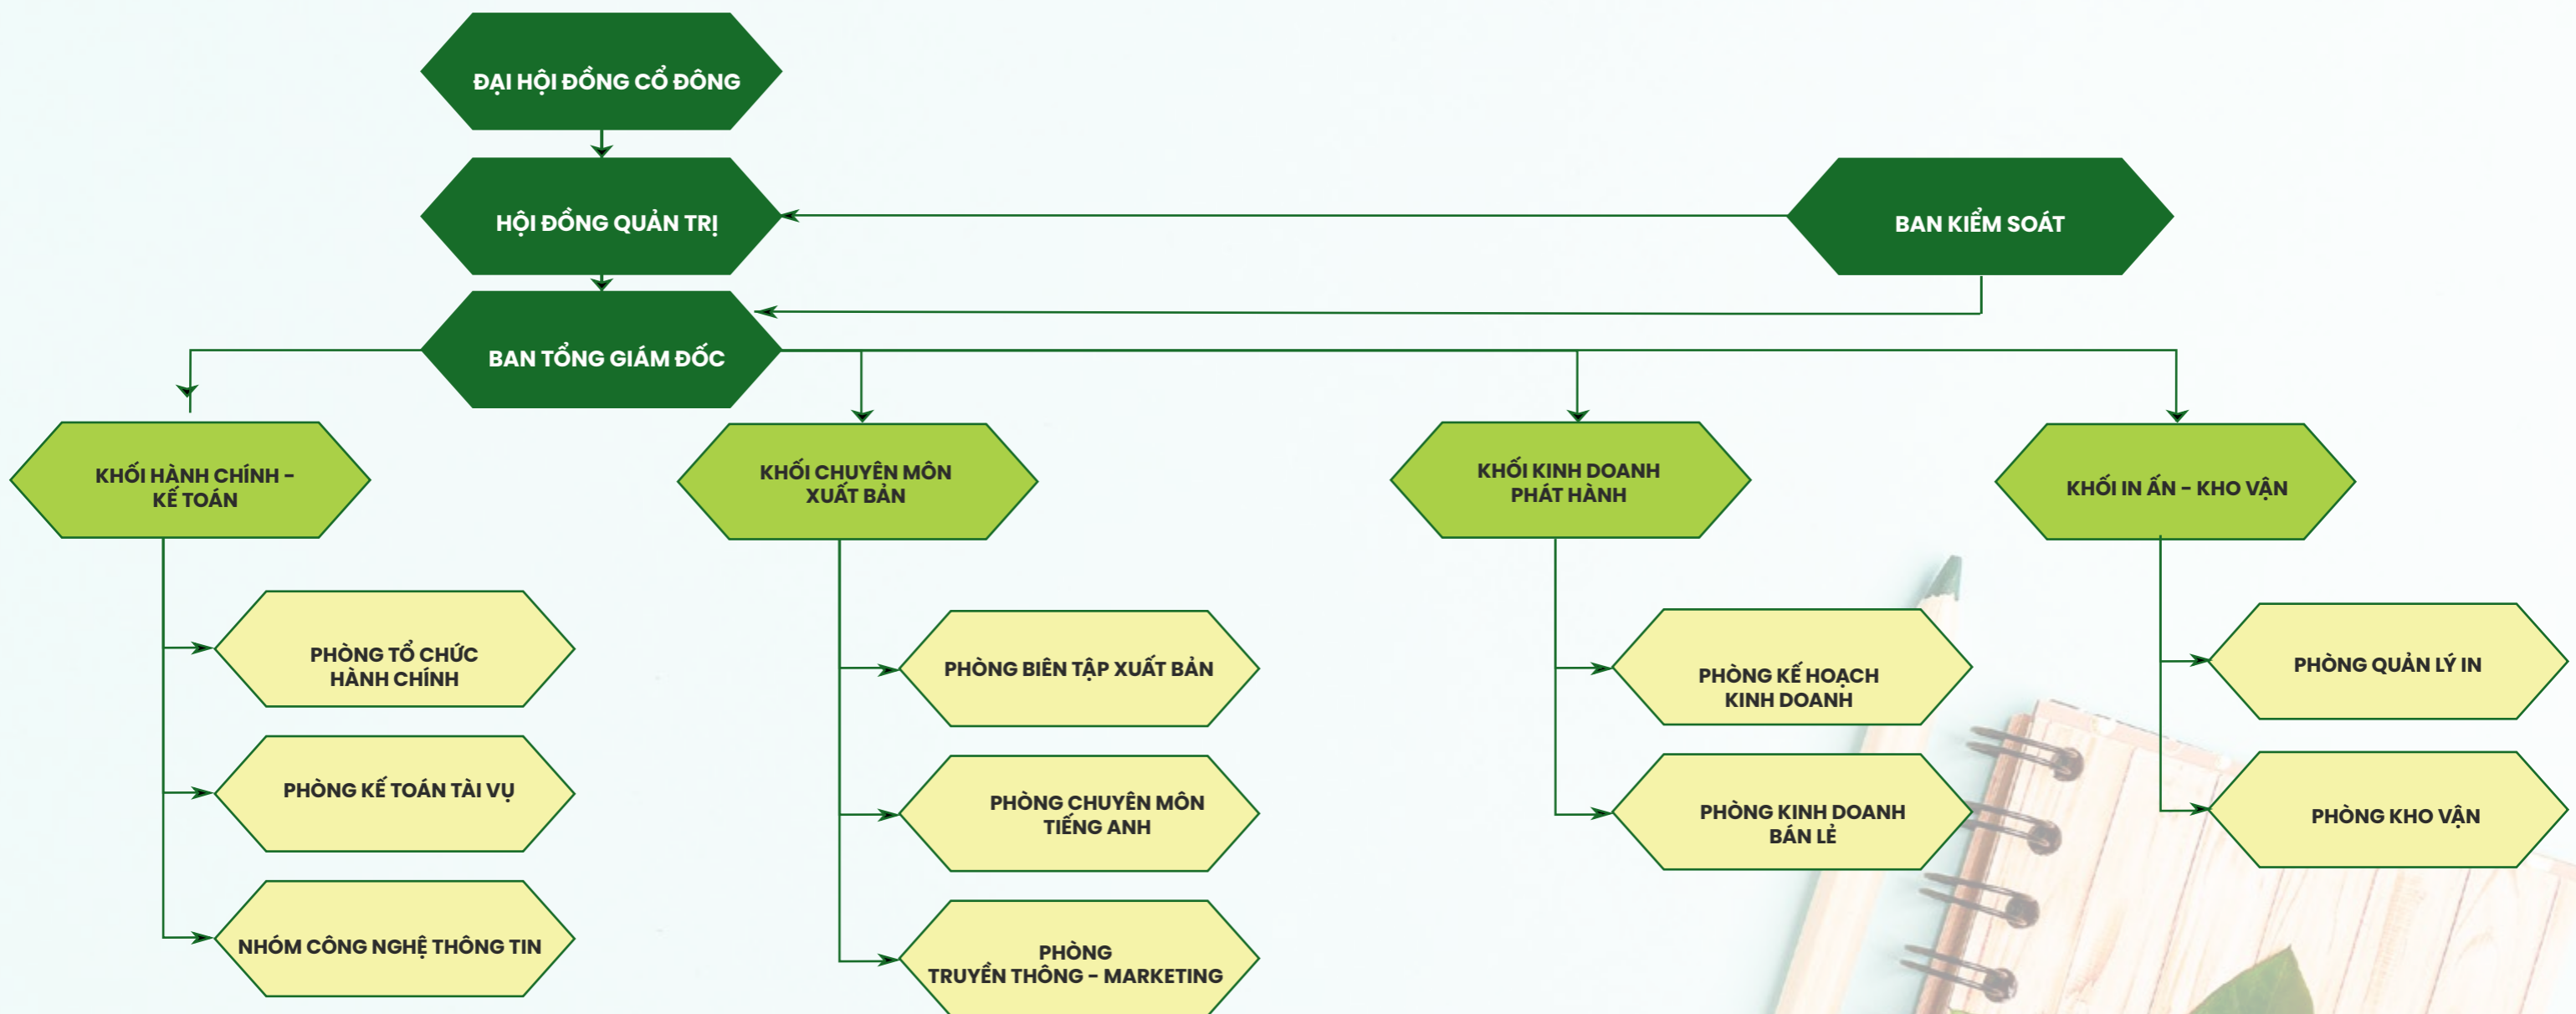 ĐẠI HỘI ĐỒNG CỔ ĐÔNG
HỘI ĐỒNG QUẢN TRỊ
BAN KIỂM SOÁT
BAN TỔNG GIÁM ĐỐC
KHỐI HÀNH CHÍNH -
KẾ TOÁN
KHỐI CHUYÊN MÔN
XUẤT BẢN
KHỐI KINH DOANH
PHÁT HÀNH
KHỐI IN ẤN - KHO VẬN
PHÒNG TỔ CHỨC
HÀNH CHÍNH
PHÒNG KẾ TOÁN TÀI VỤ
NHÓM CÔNG NGHỆ THÔNG TIN
PHÒNG BIÊN TẬP XUẤT BẢN
PHÒNG CHUYÊN MÔN
TIẾNG ANH
PHÒNG
TRUYỀN THÔNG - MARKETING
PHÒNG KẾ HOẠCH
KINH DOANH
PHÒNG KINH DOANH
BÁN LẺ
PHÒNG QUẢN LÝ IN
PHÒNG KHO VẬN